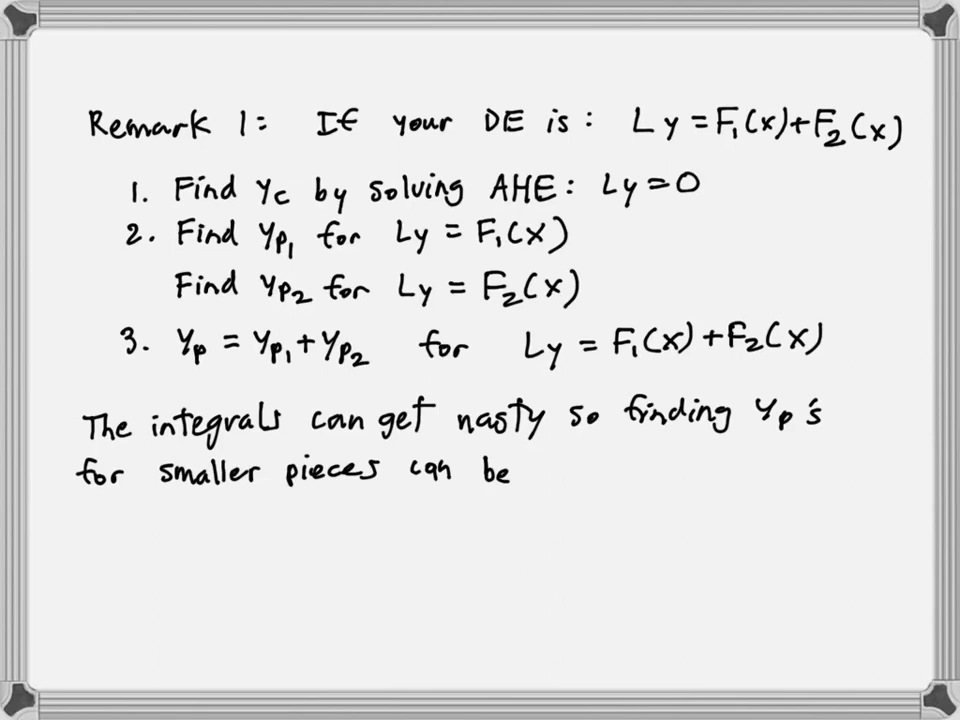 Remark 1: If your DE is: Ly = F₁(x)+F₂(x)
1. Find yc by solving AHE: Ly=0
2. Find yp₁ for Ly = F₁(x)
Find yp₂ for Ly = F₂(x)
3. yp = yp₁+yp₂ for Ly = F₁(x)+F₂(x)
The integrals can get nasty so finding yp's
for smaller pieces can be